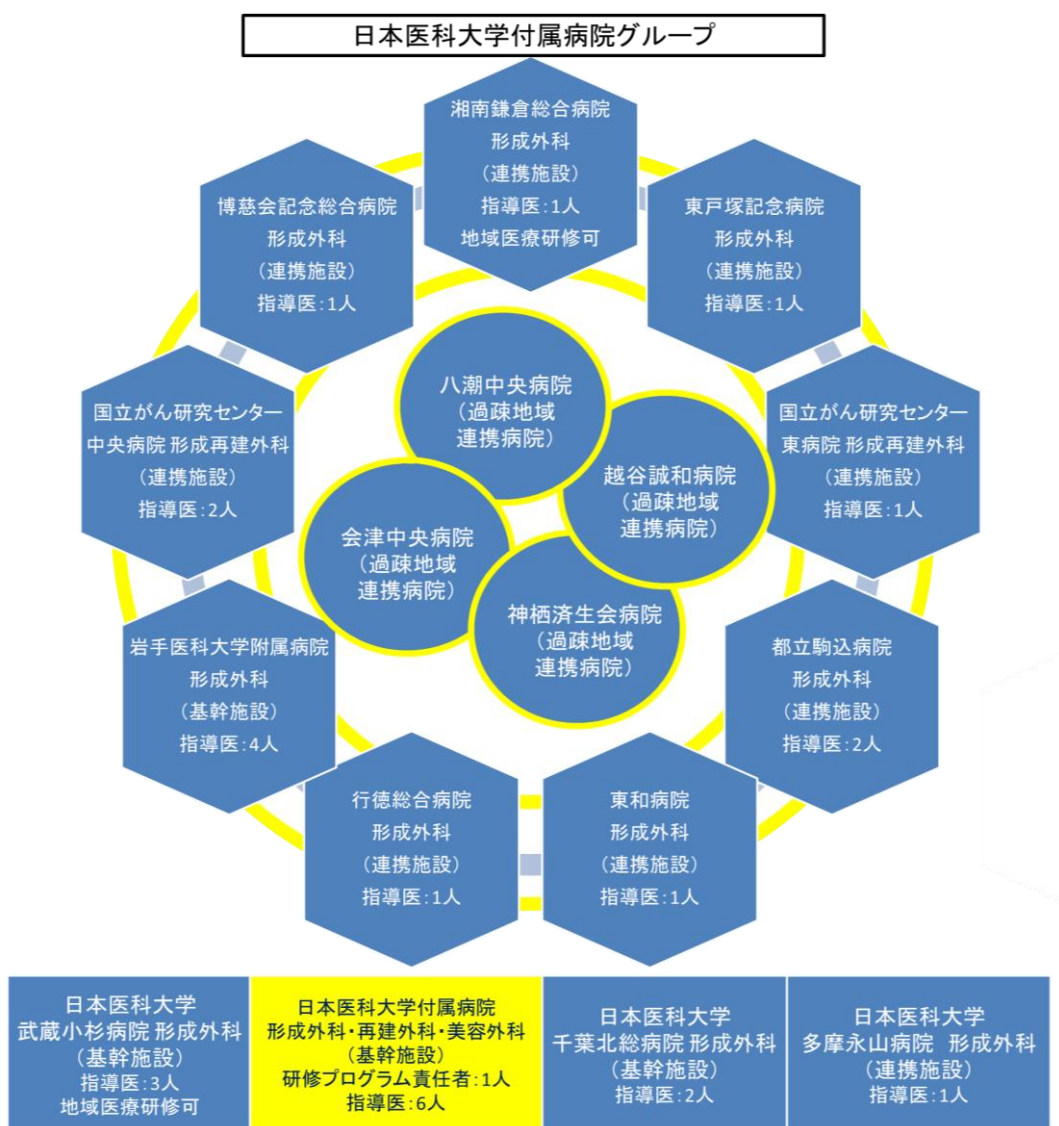 日本医科大学付属病院グループ
湘南鎌倉総合病院
形成外科
(連携施設)
指導医:1人
地域医療研修可
博慈会記念総合病院
形成外科
(連携施設)
指導医:1人
東戸塚記念病院
形成外科
(連携施設)
指導医:1人
国立がん研究センター
中央病院 形成再建外科
(連携施設)
指導医:2人
国立がん研究センター
東病院 形成再建外科
(連携施設)
指導医:1人
八潮中央病院
(過疎地域
連携病院)
越谷誠和病院
(過疎地域
連携病院)
会津中央病院
(過疎地域
連携病院)
神栖済生会病院
(過疎地域
連携病院)
岩手医科大学附属病院
形成外科
(基幹施設)
指導医:4人
都立駒込病院
形成外科
(連携施設)
指導医:2人
行徳総合病院
形成外科
(連携施設)
指導医:1人
東和病院
形成外科
(連携施設)
指導医:1人
日本医科大学
武蔵小杉病院 形成外科
(基幹施設)
指導医:3人
地域医療研修可
日本医科大学付属病院
形成外科・再建外科・美容外科
(基幹施設)
研修プログラム責任者:1人
指導医:6人
日本医科大学
千葉北総病院 形成外科
(基幹施設)
指導医:2人
日本医科大学
多摩永山病院 形成外科
(連携施設)
指導医:1人